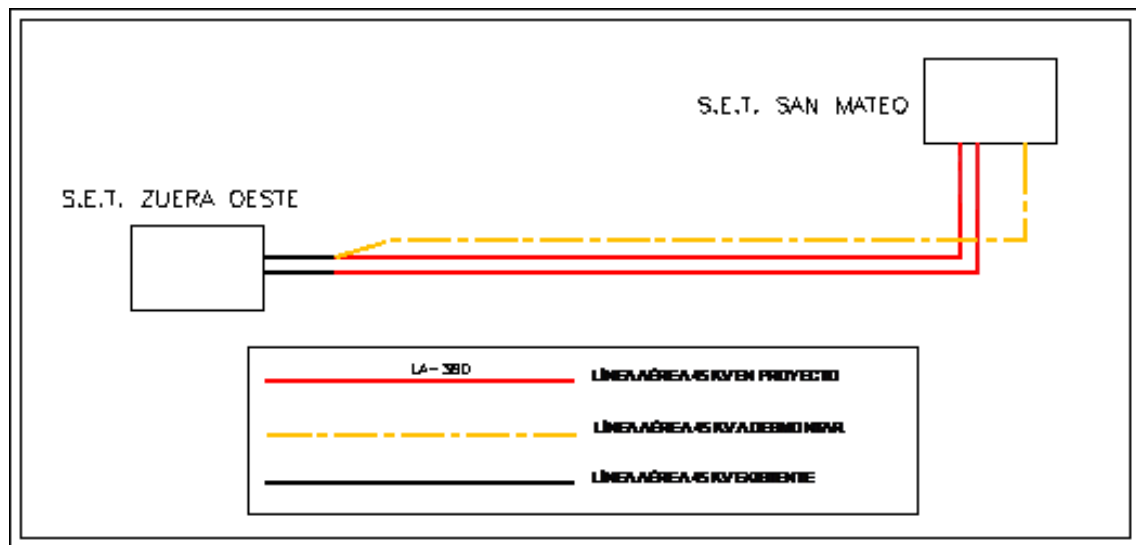 S.E.T. SAN MATEO
S.E.T. ZUERA OESTE
LA-380
LÍNEA AÉREA 45 KV EN PROYECTO
LÍNEA AÉREA 45 KV A DESMONTAR
LÍNEA AÉREA 45 KV EXISTENTE